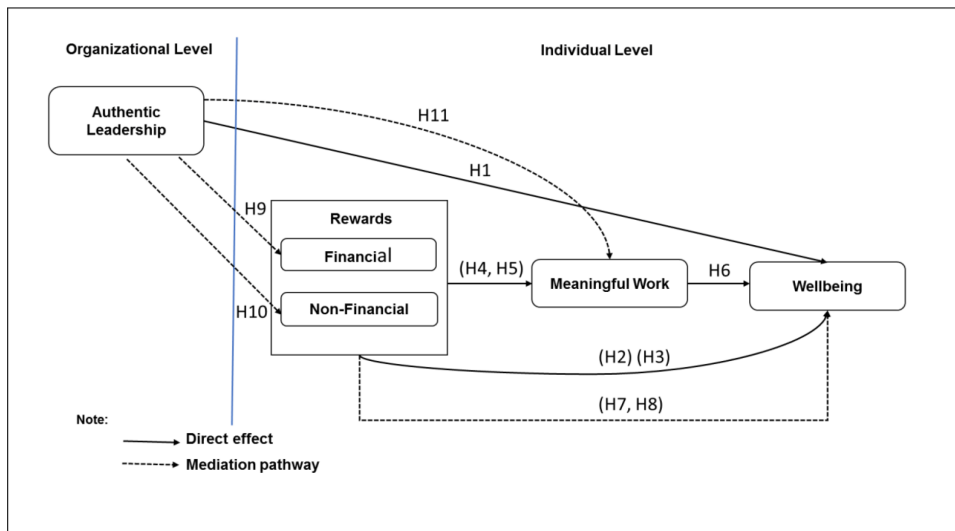 Organizational Level
Individual Level
Authentic
Leadership
H11
H1
H9
Rewards
Financial
(H4, H5)
Meaningful Work
H6
Wellbeing
Non-Financial
H10
(H2) (H3)
(H7, H8)
Note:
Direct effect
Mediation pathway